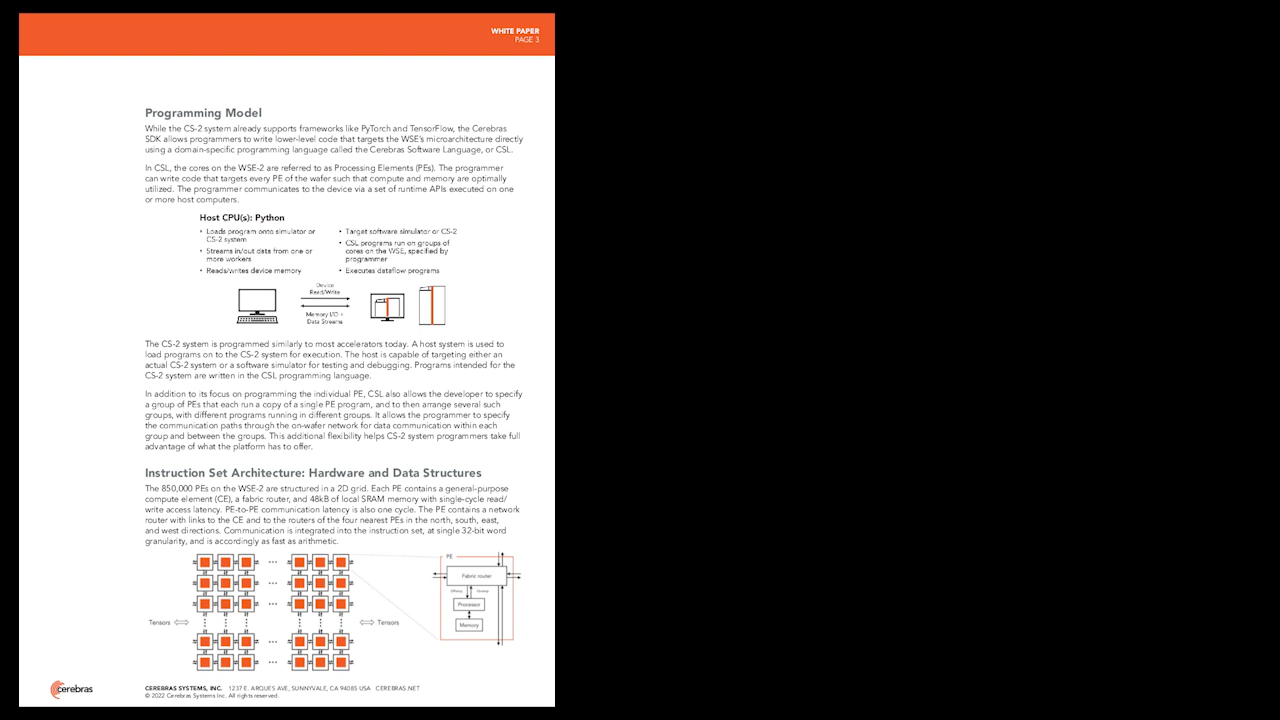 WHITE PAPER
PAGE 3
Programming Model
While the CS-2 system already supports frameworks like PyTorch and TensorFlow, the Cerebras
SDK allows programmers to write lower-level code that targets the WSE's microarchitecture directly
using a domain-specific programming language called the Cerebras Software Language, or CSL.
In CSL, the cores on the WSE-2 are referred to as Processing Elements (PEs). The programmer
can write code that targets every PE of the wafer such that compute and memory are optimally
utilized. The programmer communicates to the device via a set of runtime APIs executed on one
or more host computers.
Host CPU(s): Python
• Loads program onto simulator or
CS-2 system
• Streams in/out data from one or
more workers
• Reads/writes device memory
• Target software simulator or CS-2
• CSL programs run on groups of
cores on the WSE, specified by
programmer
• Executes dataflow programs
Device
Read/Write
Memory I/O +
Data Streams
The CS-2 system is programmed similarly to most accelerators today. A host system is used to
load programs on to the CS-2 system for execution. The host is capable of targeting either an
actual CS-2 system or a software simulator for testing and debugging. Programs intended for the
CS-2 system are written in the CSL programming language.
In addition to its focus on programming the individual PE, CSL also allows the developer to specify
a group of PEs that each run a copy of a single PE program, and to then arrange several such
groups, with different programs running in different groups. It allows the programmer to specify
the communication paths through the on-wafer network for data communication within each
group and between the groups. This additional flexibility helps CS-2 system programmers take full
advantage of what the platform has to offer.
Instruction Set Architecture: Hardware and Data Structures
The 850,000 PEs on the WSE-2 are structured in a 2D grid. Each PE contains a general-purpose
compute element (CE), a fabric router, and 48kB of local SRAM memory with single-cycle read/
write access latency. PE-to-PE communication latency is also one cycle. The PE contains a network
router with links to the CE and to the routers of the four nearest PEs in the north, south, east,
and west directions. Communication is integrated into the instruction set, at single 32-bit word
granularity, and is accordingly as fast as arithmetic.
Tensors
Tensors
PE
Fabric router
Offramp
Onramp
Processor
Memory
cerebras
CEREBRAS SYSTEMS, INC. 1237 E. ARQUES AVE, SUNNYVALE, CA 94085 USA CEREBRAS.NET
© 2022 Cerebras Systems Inc. All rights reserved.